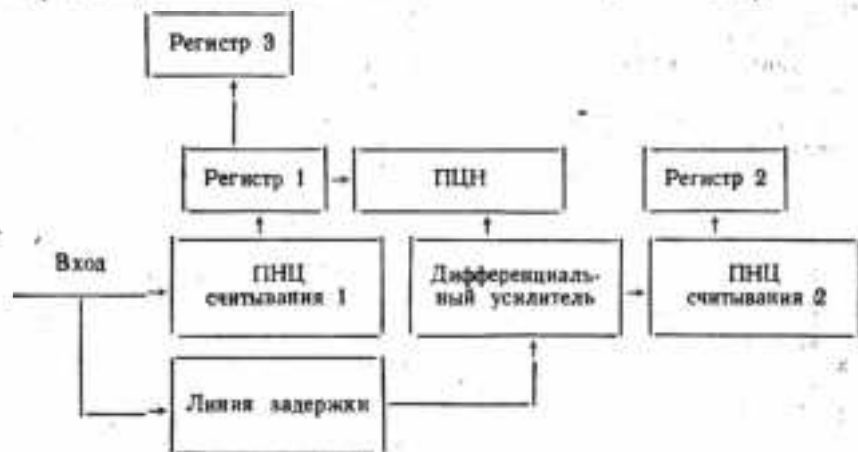 Регистр 3
Регистр 1
ПЦН
Регистр 2
Вход
ПНЦ
считывания 1
Дифференциаль-
ный усилитель
ПНЦ
считывания 2
Линия задержки